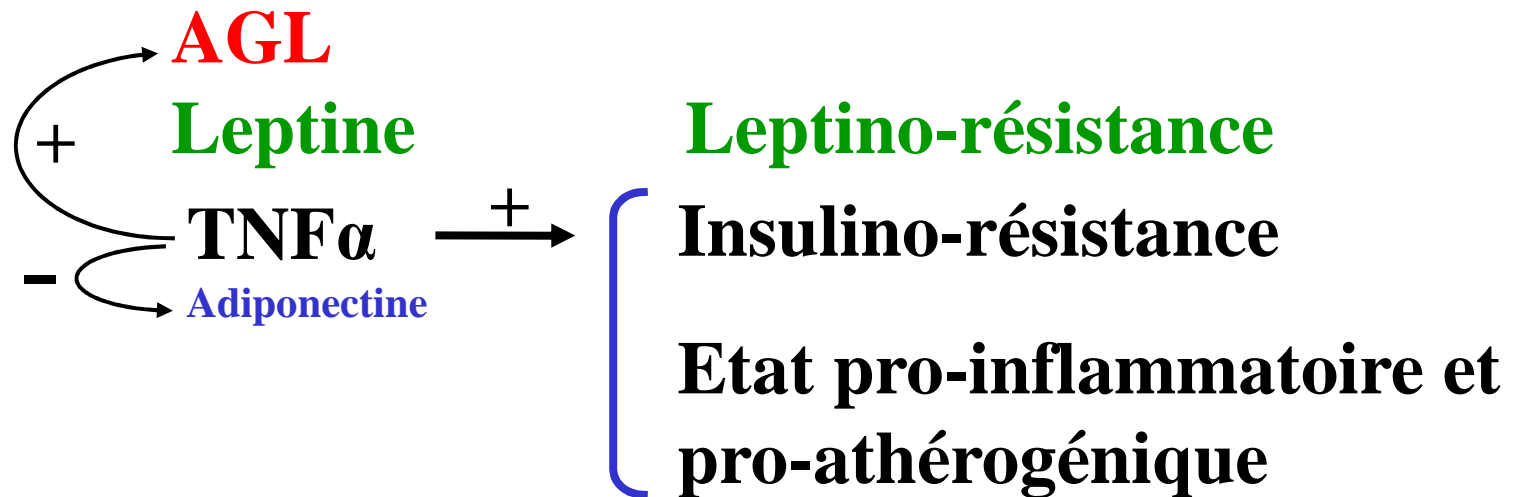 AGL
+ Leptine Leptino-résistance
TNFα + Insulino-résistance
- Adiponectine
Etat pro-inflammatoire et
pro-athérogénique